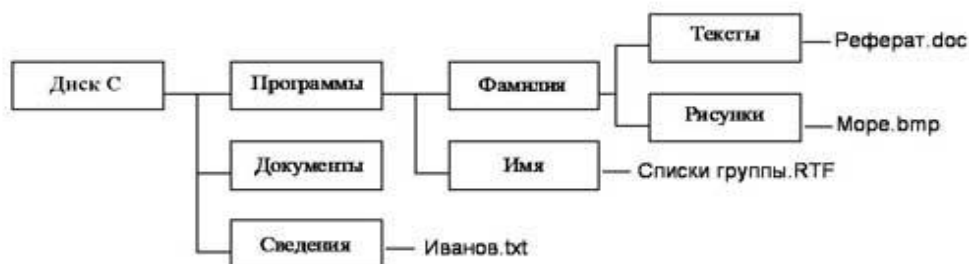 Тексты
Реферат.doc
Диск С
Программы
Фамилия
Рисунки
Море.bmp
Документы
Имя
Списки группы.RTF
Сведения
Иванов.txt